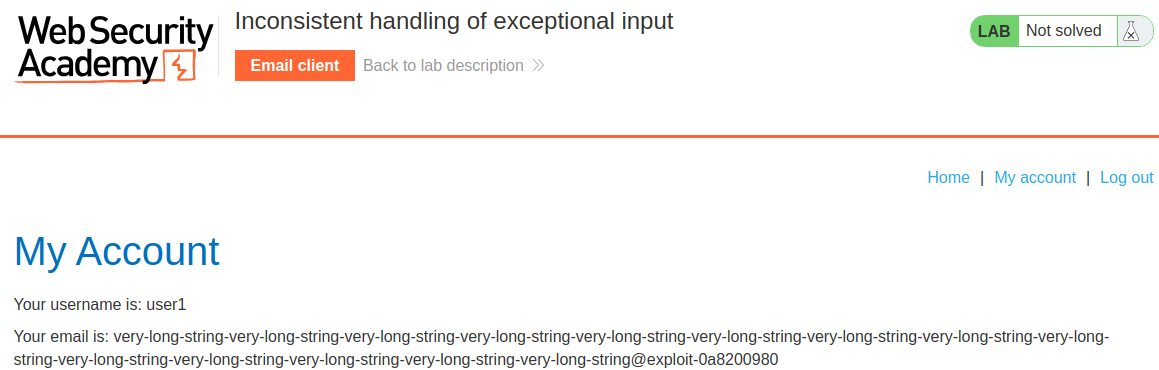 Web Security
Academy
Inconsistent handling of exceptional input
Email client
Back to lab description
LAB
Not solved
Home | My account | Log out
My Account
Your username is: user1
Your email is: very-long-string-very-long-string-very-long-string-very-long-string-very-long-string-very-long-string-very-long-string-very-long-string-very-long-
string-very-long-string-very-long-string-very-long-string-very-long-string-very-long-string@exploit-0a8200980